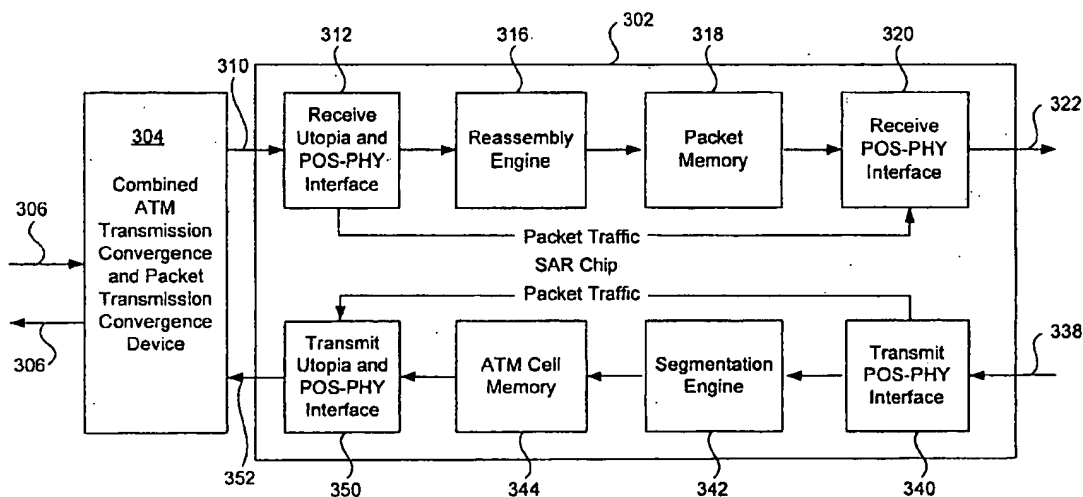 302
312
316
318
320
310
322
304
Combined
ATM
Transmission
Convergence
and Packet
Transmission
Convergence
Device
Receive
Utopia and
POS-PHY
Interface
Reassembly
Engine
Packet
Memory
Receive
POS-PHY
Interface
306
Packet Traffic
SAR Chip
Packet Traffic
306
Transmit
Utopia and
POS-PHY
Interface
ATM Cell
Memory
Segmentation
Engine
Transmit
POS-PHY
Interface
338
352
350
344
342
340